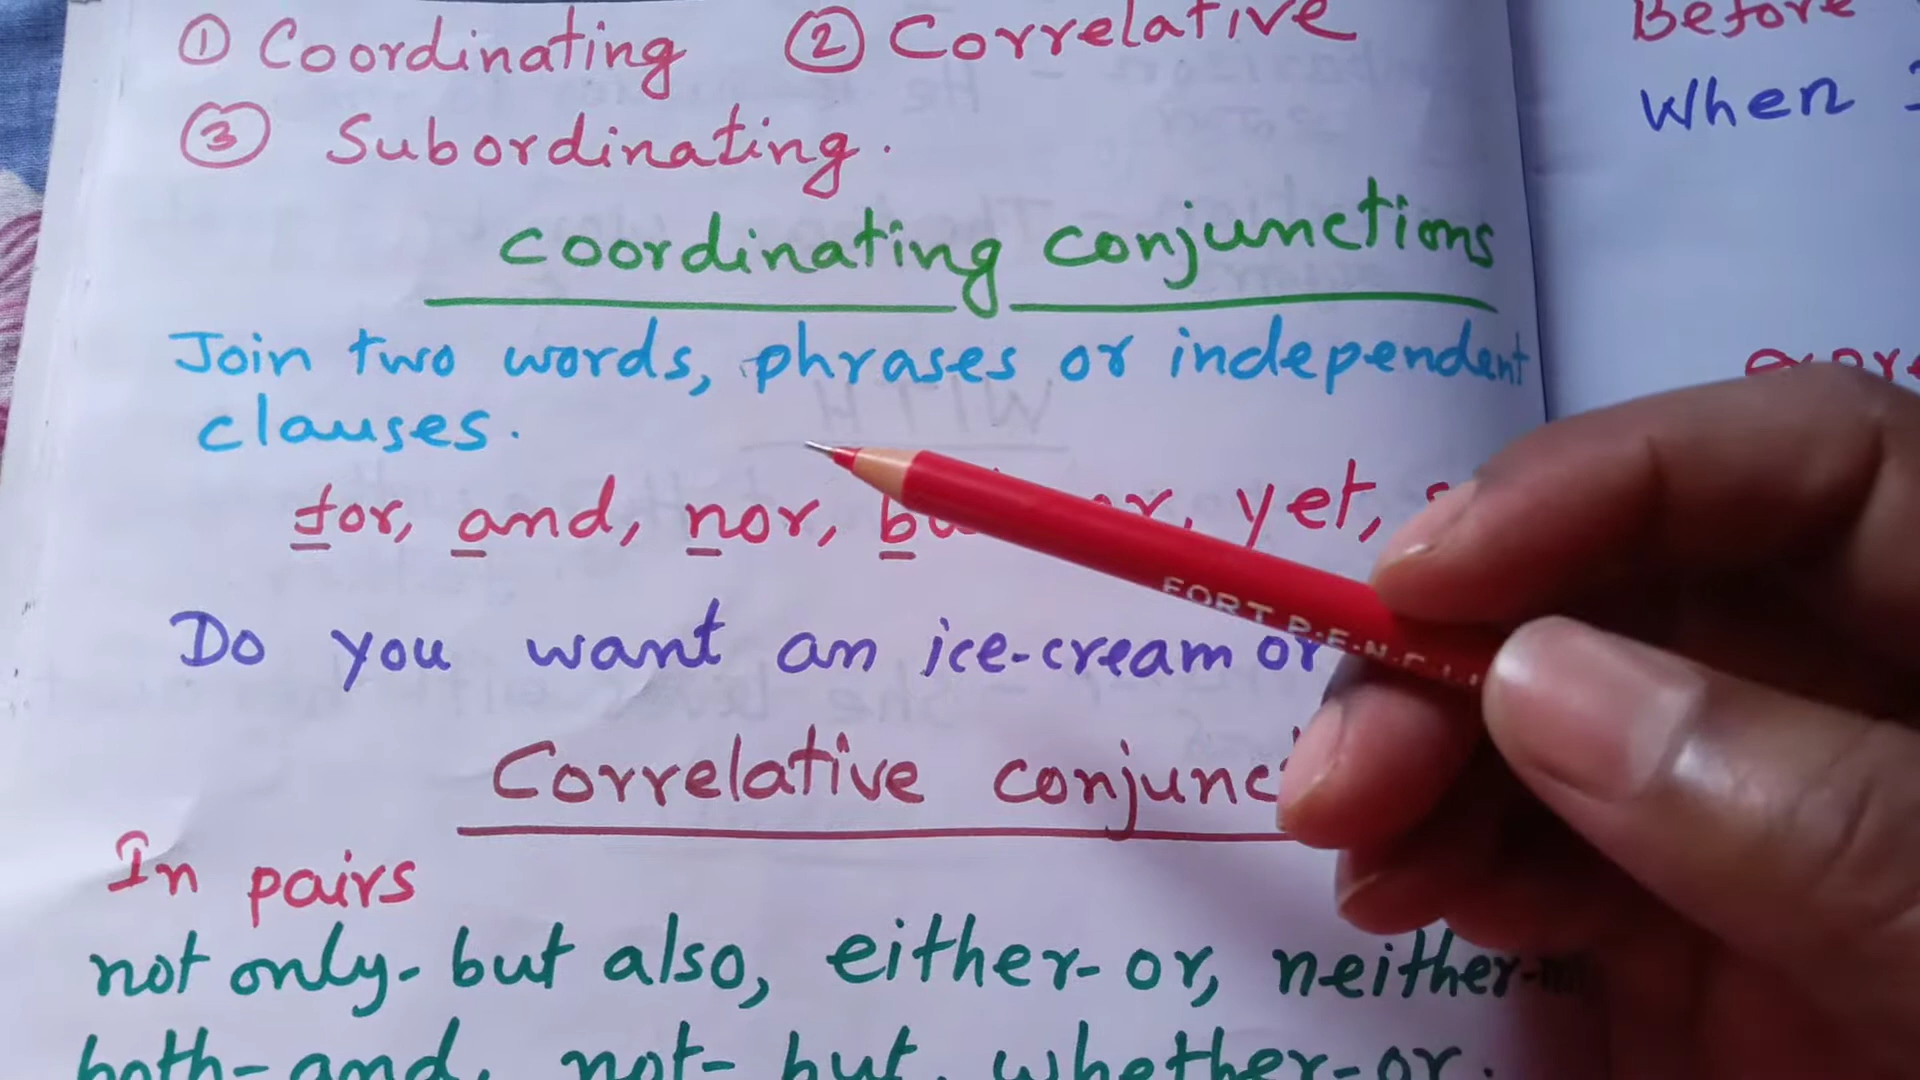 ① Coordinating ② Correlative
③ Subordinating.
Coordinating conjunctions
Join two words, phrases or independent
clauses.
for, and, nor, yet,
Do you want an ice-cream or
Correlative
In pairs
not only-but also, either-or, neither-
both-and, not-but, whether-or.
Before
When
FORT